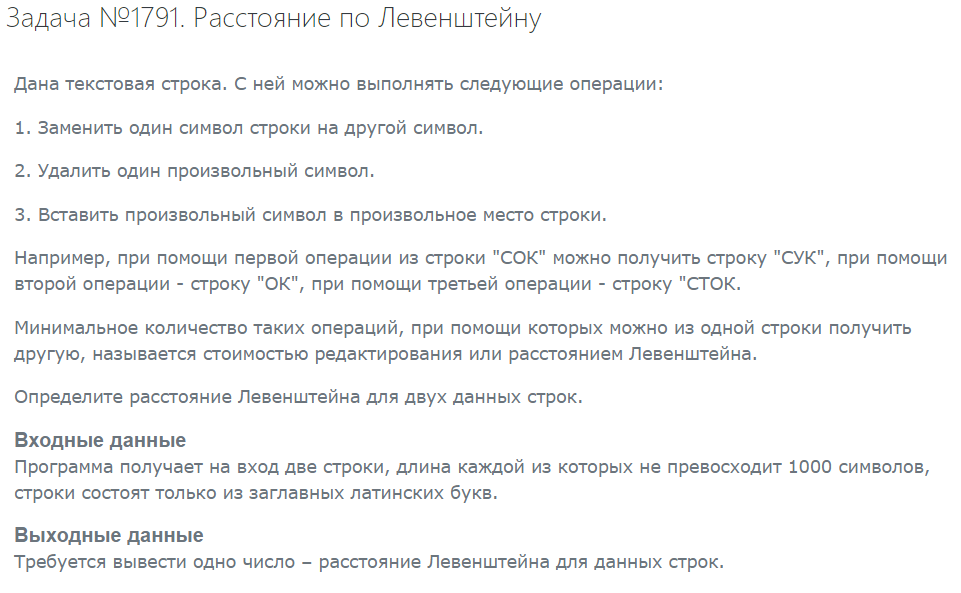 Задача №1791. Расстояние по Левенштейну
Дана текстовая строка. С ней можно выполнять следующие операции:
1. Заменить один символ строки на другой символ.
2. Удалить один произвольный символ.
3. Вставить произвольный символ в произвольное место строки.
Например, при помощи первой операции из строки "СОК" можно получить строку "СУК", при помощи
второй операции - строку "ОК", при помощи третьей операции - строку "СТОК.
Минимальное количество таких операций, при помощи которых можно из одной строки получить
другую, называется стоимостью редактирования или расстоянием Левенштейна.
Определите расстояние Левенштейна для двух данных строк.
Входные данные
Программа получает на вход две строки, длина каждой из которых не превосходит 1000 символов,
строки состоят только из заглавных латинских букв.
Выходные данные
Требуется вывести одно число – расстояние Левенштейна для данных строк.